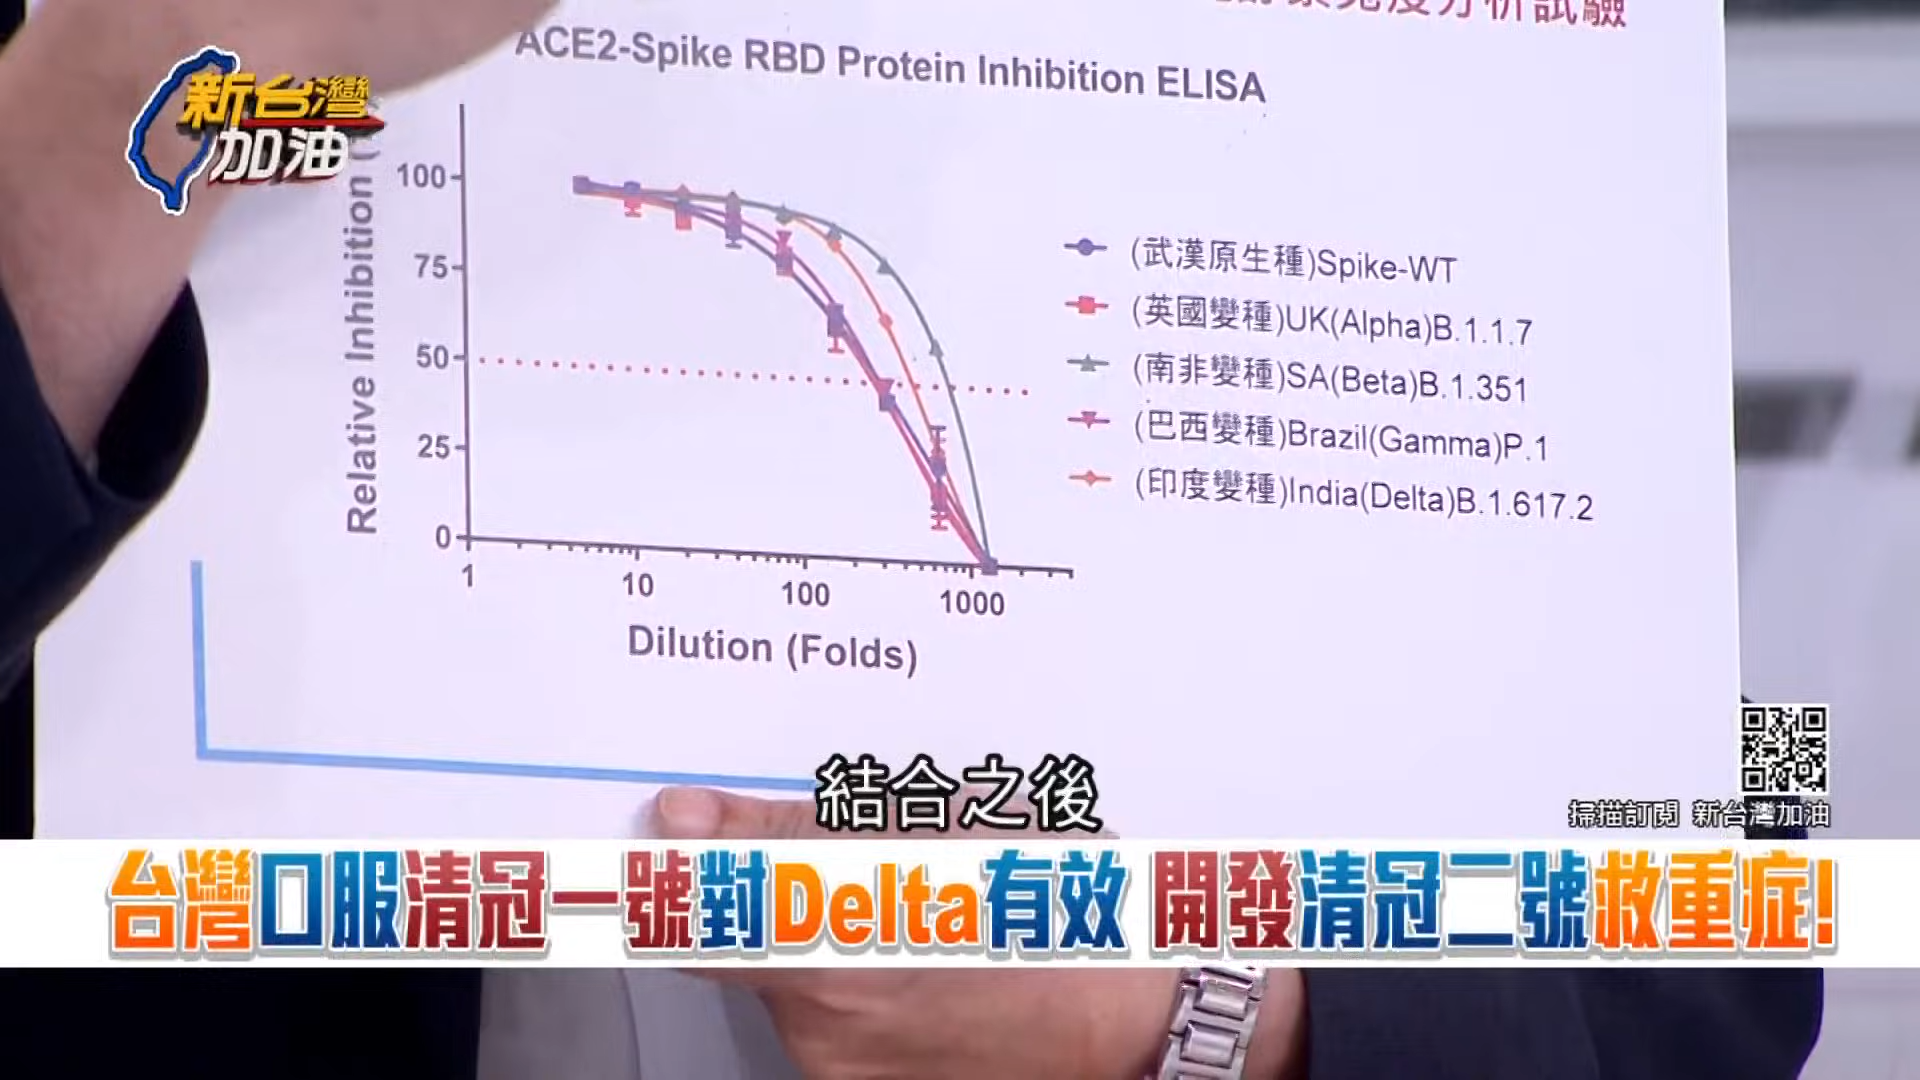 析試驗
ACE2-Spike RBD Protein Inhibition ELISA
新台灣
加油
Relative Inhibition (
100
75
50
25
0
1
10
100
1000
Dilution (Folds)
(武漢原生種)Spike-WT
(英國變種)UK(Alpha)B.1.1.7
(南非變種)SA(Beta)B.1.351
(巴西變種)Brazil(Gamma)P.1
(印度變種)India(Delta)B.1.617.2
結合之後
掃描訂閱 新台灣加油
台灣口服清冠一號對Delta有效 開發清冠二號救重症!